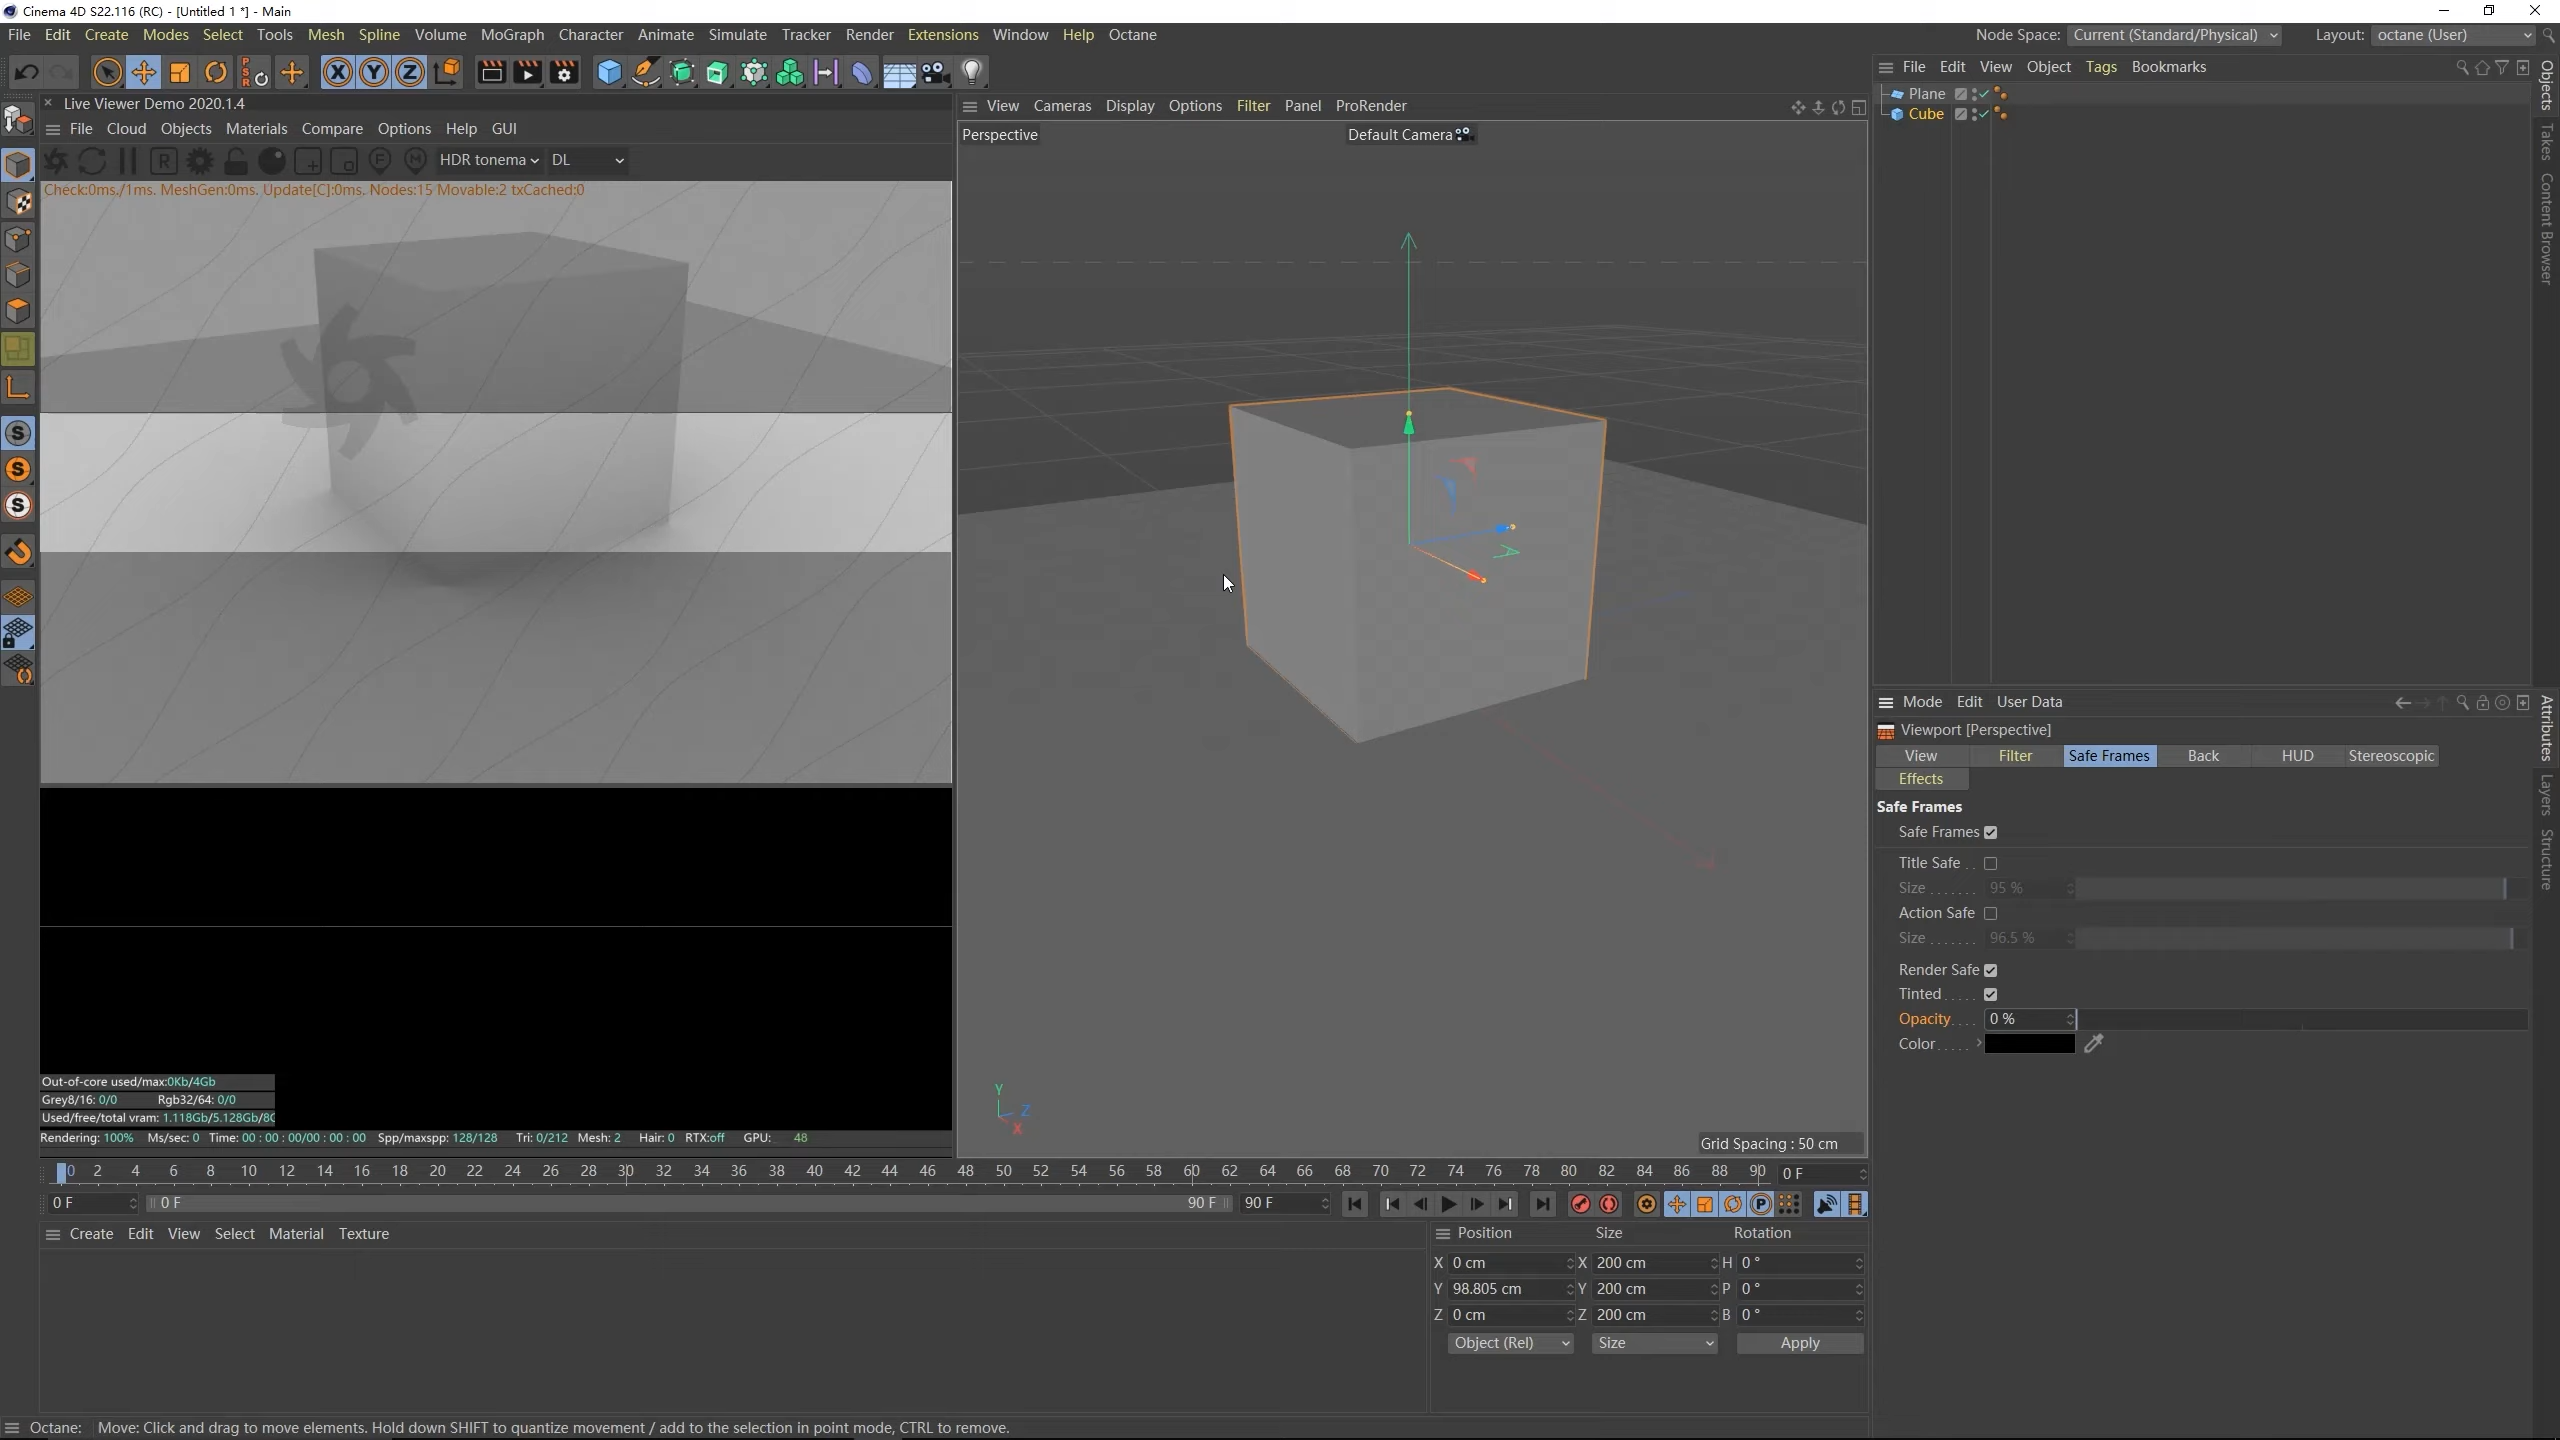 Cinema 4D S22.116 (RC) - [Untitled 1 *] - Main
File Edit Create Modes Select Tools Mesh Spline Volume MoGraph Character Animate Simulate Tracker Render Extensions Window Help Octane
Node Space: Current (Standard/Physical) Layout: octane (User)
PSR X Y Z
Live Viewer Demo 2020.1.4
File Cloud Objects Materials Compare Options Help GUI
R F M HDR tonema DL
Check:0ms./1ms. MeshGen:0ms. Update[C]:0ms. Nodes:15 Movable:2 txCached:0
Out-of-core used/max:0Kb/4Gb
Grey8/16: 0/0 Rgb32/64: 0/0
Used/free/total vram: 1.118Gb/5.128Gb/8G
Rendering: 100% Ms/sec: 0 Time: 00 : 00 : 00/00 : 00 : 00 Spp/maxspp: 128/128 Tri: 0/212 Mesh: 2 Hair: 0 RTX:off GPU: 48
View Cameras Display Options Filter Panel ProRender
Perspective
Default Camera
Y
Z
X
Grid Spacing : 50 cm
File Edit View Object Tags Bookmarks
Plane
Cube
Objects
Takes
Content Browser
Mode Edit User Data
Viewport [Perspective]
View Filter Safe Frames Back HUD Stereoscopic
Effects
Safe Frames
Safe Frames
Title Safe . .
Size . . . . . . . 95 %
Action Safe
Size . . . . . . . 96.5 %
Render Safe
Tinted . . . . .
Opacity. . . . 0 %
Color . . . . .
Attributes
Layers
Structure
S
S
S
0 2 4 6 8 10 12 14 16 18 20 22 24 26 28 30 32 34 36 38 40 42 44 46 48 50 52 54 56 58 60 62 64 66 68 70 72 74 76 78 80 82 84 86 88 90 0 F
0 F 0 F 90 F 90 F P
Create Edit View Select Material Texture
Position Size Rotation
X 0 cm X 200 cm H 0 °
Y 98.805 cm Y 200 cm P 0 °
Z 0 cm Z 200 cm B 0 °
Object (Rel) Size Apply
Octane: Move: Click and drag to move elements. Hold down SHIFT to quantize movement / add to the selection in point mode, CTRL to remove.